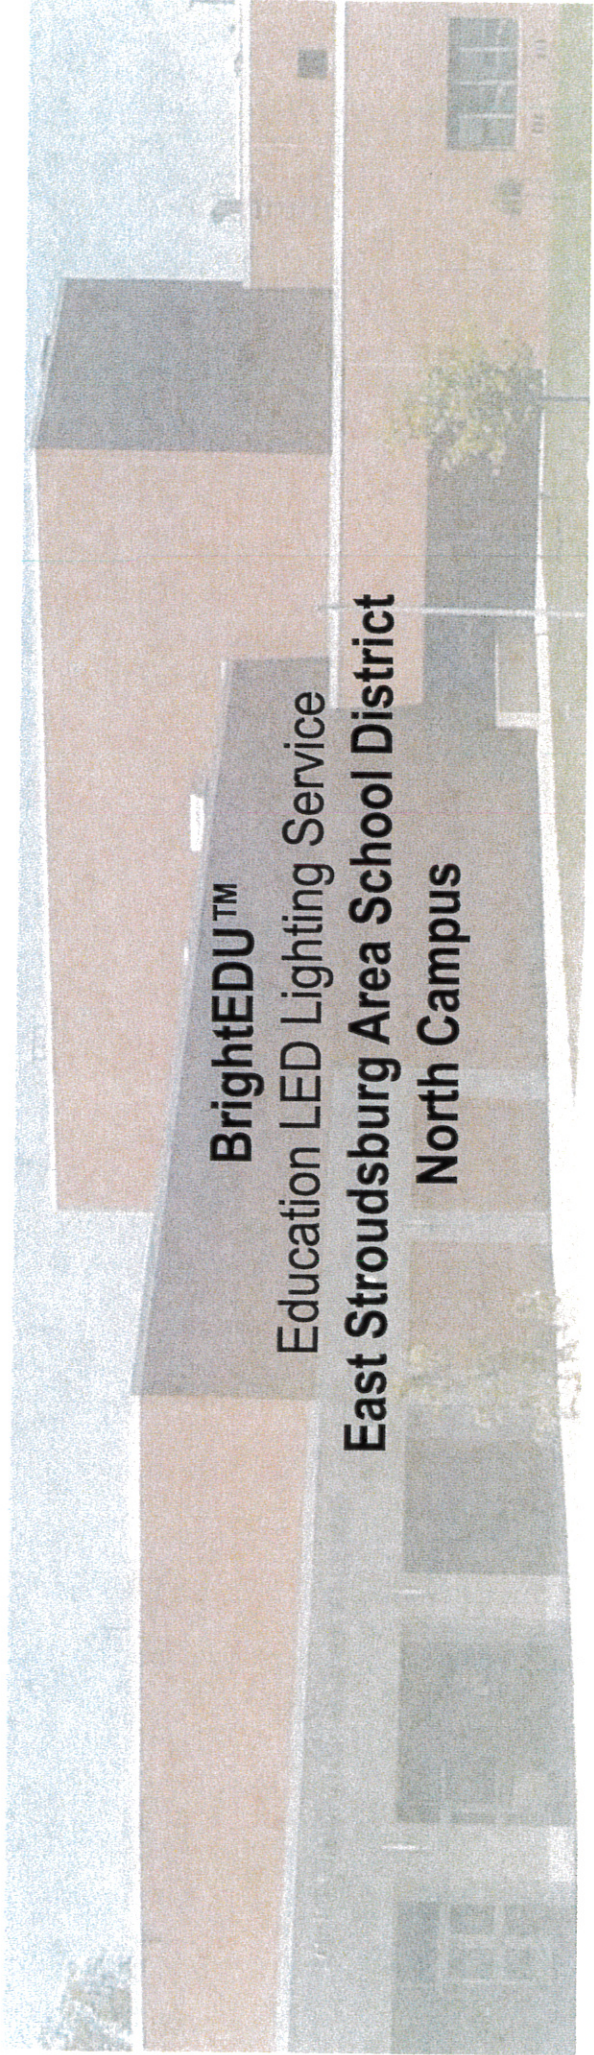 BrightEDU™
Education LED Lighting Service
East Stroudsburg Area School District
North Campus